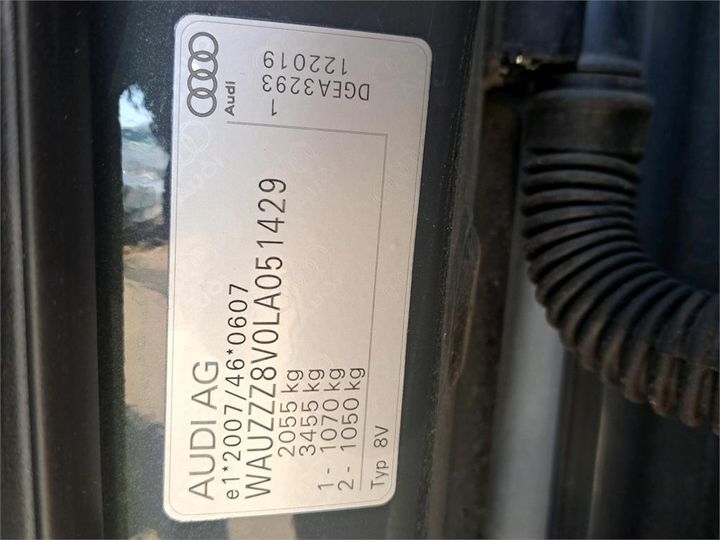 AUDI AG
e1*2007/46*0607
WAUZZZ8V0LA051429
2055 kg
3455 kg
1 - 1070 kg
2 - 1050 kg
Typ 8V
Audi
1
DGEA3293
122019